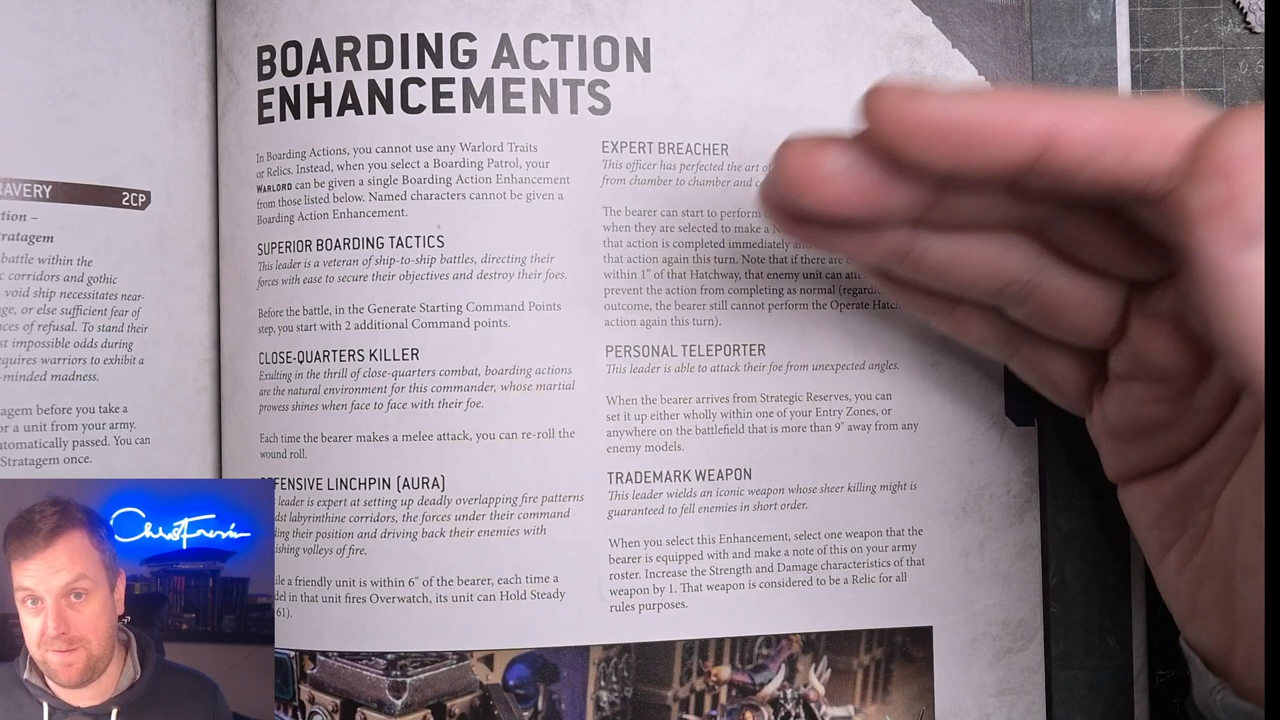 RAVERY 2CP
tion –
ratagem
battle within the
c corridors and gothic
void ship necessitates near-
ge, or else sufficient fear of
nces of refusal. To stand their
st impossible odds during
equires warriors to exhibit a
-minded madness.
tagem before you take a
or a unit from your army.
utomatically passed. You can
Stratagem once.
BOARDING ACTION
ENHANCEMENTS
In Boarding Actions, you cannot use any Warlord Traits
or Relics. Instead, when you select a Boarding Patrol, your
WARLORD can be given a single Boarding Action Enhancement
from those listed below. Named characters cannot be given a
Boarding Action Enhancement.
SUPERIOR BOARDING TACTICS
This leader is a veteran of ship-to-ship battles, directing their
forces with ease to secure their objectives and destroy their foes.
Before the battle, in the Generate Starting Command Points
step, you start with 2 additional Command points.
CLOSE-QUARTERS KILLER
Exulting in the thrill of close-quarters combat, boarding actions
are the natural environment for this commander, whose martial
prowess shines when face to face with their foe.
Each time the bearer makes a melee attack, you can re-roll the
wound roll.
FENSIVE LINCHPIN (AURA)
leader is expert at setting up deadly overlapping fire patterns
dst labyrinthine corridors, the forces under their command
ding their position and driving back their enemies with
ishing volleys of fire.
ile a friendly unit is within 6" of the bearer, each time a
del in that unit fires Overwatch, its unit can Hold Steady
61).
EXPERT BREACHER
This officer has perfected the art of
from chamber to chamber and c
The bearer can start to perform
when they are selected to make a N
that action is completed immediately and
that action again this turn. Note that if there are
within 1" of that Hatchway, that enemy unit can atte
prevent the action from completing as normal (regardl
outcome, the bearer still cannot perform the Operate Hatc
action again this turn).
PERSONAL TELEPORTER
This leader is able to attack their foe from unexpected angles.
When the bearer arrives from Strategic Reserves, you can
set it up either wholly within one of your Entry Zones, or
anywhere on the battlefield that is more than 9" away from any
enemy models.
TRADEMARK WEAPON
This leader wields an iconic weapon whose sheer killing might is
guaranteed to fell enemies in short order.
When you select this Enhancement, select one weapon that the
bearer is equipped with and make a note of this on your army
roster. Increase the Strength and Damage characteristics of that
weapon by 1. That weapon is considered to be a Relic for all
rules purposes.